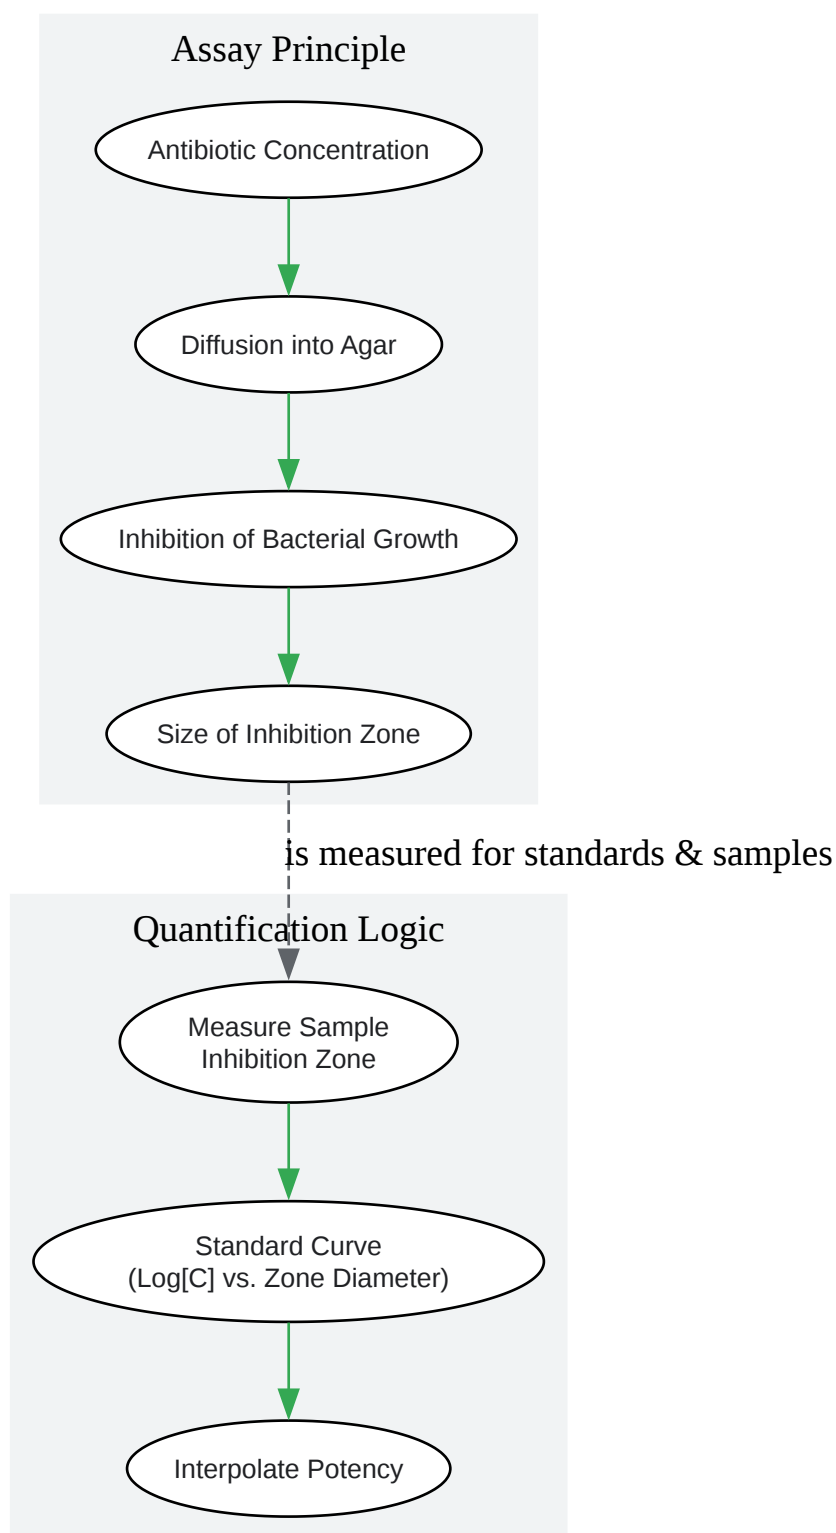 Assay Principle
Antibiotic Concentration
Diffusion into Agar
Inhibition of Bacterial Growth
Size of Inhibition Zone
is measured for standards & samples
Quantification Logic
Measure Sample
Inhibition Zone
Standard Curve
(Log[C] vs. Zone Diameter)
Interpolate Potency